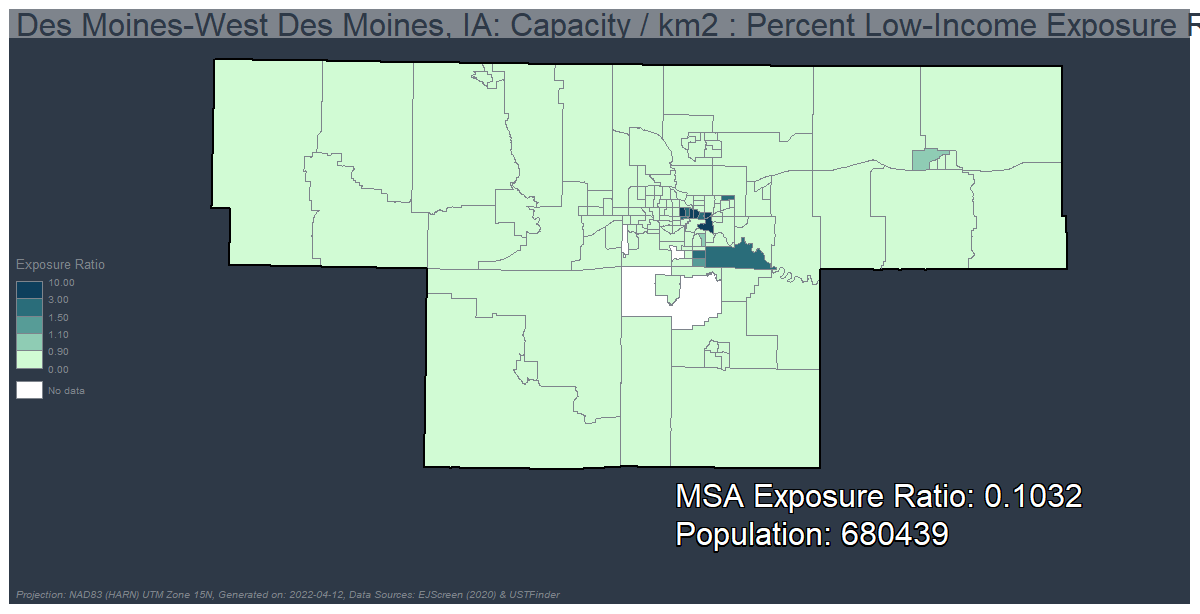 Des Moines-West Des Moines, IA: Capacity / km2 : Percent Low-Income Exposure R
Exposure Ratio
10.00
3.00
1.50
1.10
0.90
0.00
No data
MSA Exposure Ratio: 0.1032
Population: 680439
Projection: NAD83 (HARN) UTM Zone 15N, Generated on: 2022-04-12, Data Sources: EJScreen (2020) & USTFinder